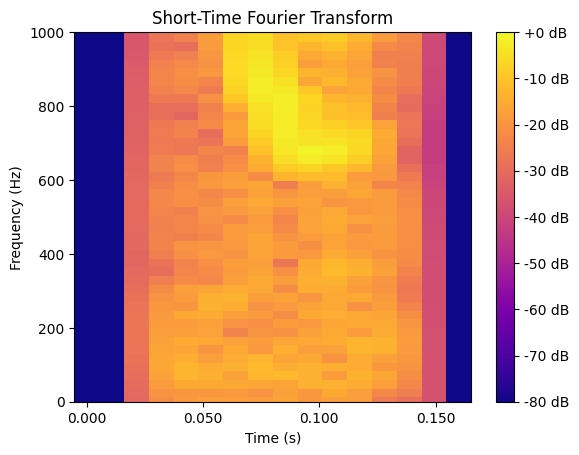 Short-Time Fourier Transform
1000
800
600
400
200
0
Frequency (Hz)
0.000
0.050
0.100
0.150
Time (s)
+0 dB
-10 dB
-20 dB
-30 dB
-40 dB
-50 dB
-60 dB
-70 dB
-80 dB